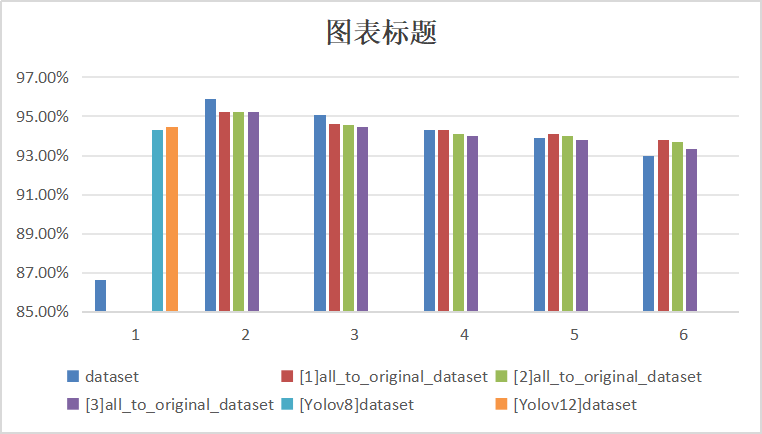 图表标题
97.00%
95.00%
93.00%
91.00%
89.00%
87.00%
85.00%
1 2 3 4 5 6
dataset [1]all_to_original_dataset [2]all_to_original_dataset
[3]all_to_original_dataset [Yolov8]dataset [Yolov12]dataset